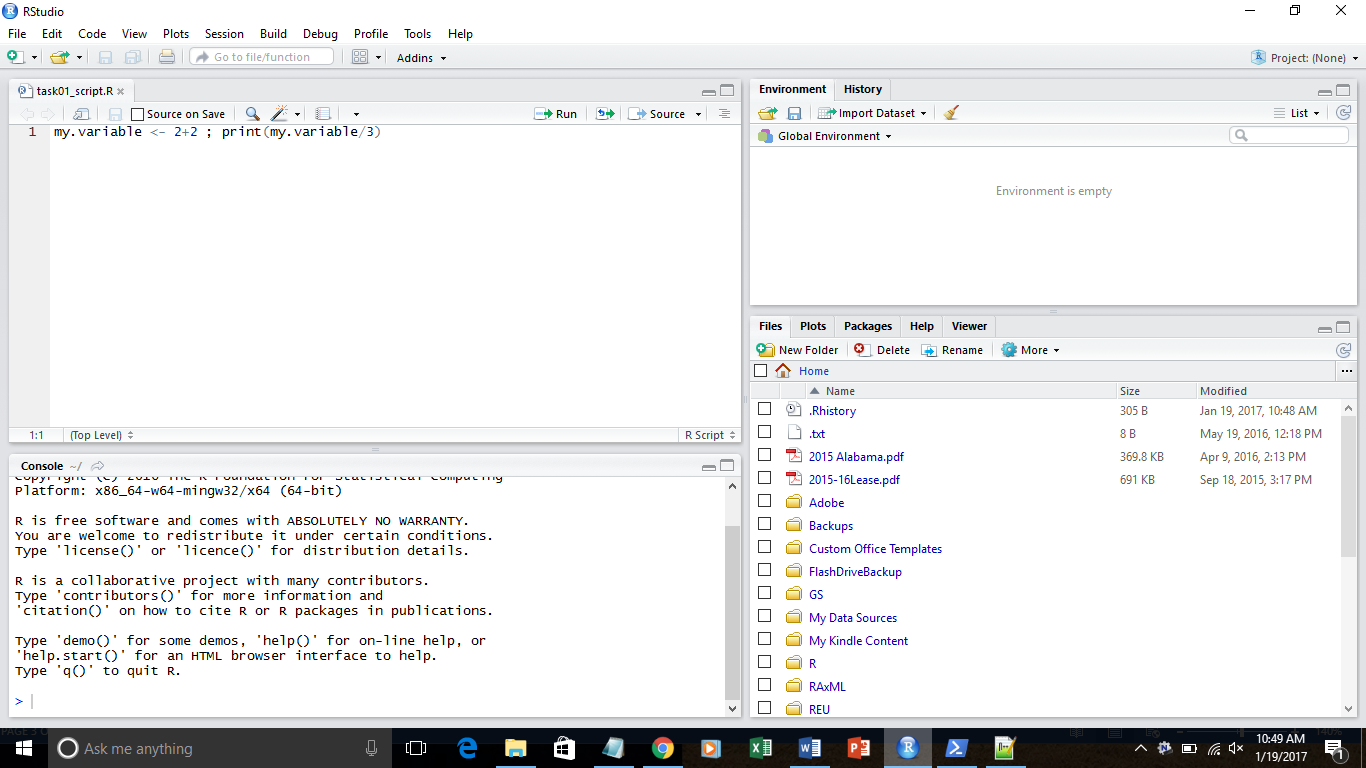 RStudio
File Edit Code View Plots Session Build Debug Profile Tools Help
Go to file/function Addins Project: (None)
task01_script.R
Source on Save Run Source
1 my.variable <- 2+2 ; print(my.variable/3)
1:1 (Top Level) R Script
Console ~/
Copyright (C) 2016 The R Foundation for Statistical Computing
Platform: x86_64-w64-mingw32/x64 (64-bit)
R is free software and comes with ABSOLUTELY NO WARRANTY.
You are welcome to redistribute it under certain conditions.
Type 'license()' or 'licence()' for distribution details.
R is a collaborative project with many contributors.
Type 'contributors()' for more information and
'citation()' on how to cite R or R packages in publications.
Type 'demo()' for some demos, 'help()' for on-line help, or
'help.start()' for an HTML browser interface to help.
Type 'q()' to quit R.
>
Environment History
Import Dataset List
Global Environment
Environment is empty
Files Plots Packages Help Viewer
New Folder Delete Rename More
Home ...
Name Size Modified
.Rhistory 305 B Jan 19, 2017, 10:48 AM
.txt 8 B May 19, 2016, 12:18 PM
2015 Alabama.pdf 369.8 KB Apr 9, 2016, 2:13 PM
2015-16Lease.pdf 691 KB Sep 18, 2015, 3:17 PM
Adobe
Backups
Custom Office Templates
FlashDriveBackup
GS
My Data Sources
My Kindle Content
R
RAxML
REU
140%
Ask me anything
10:49 AM
1/19/2017
1